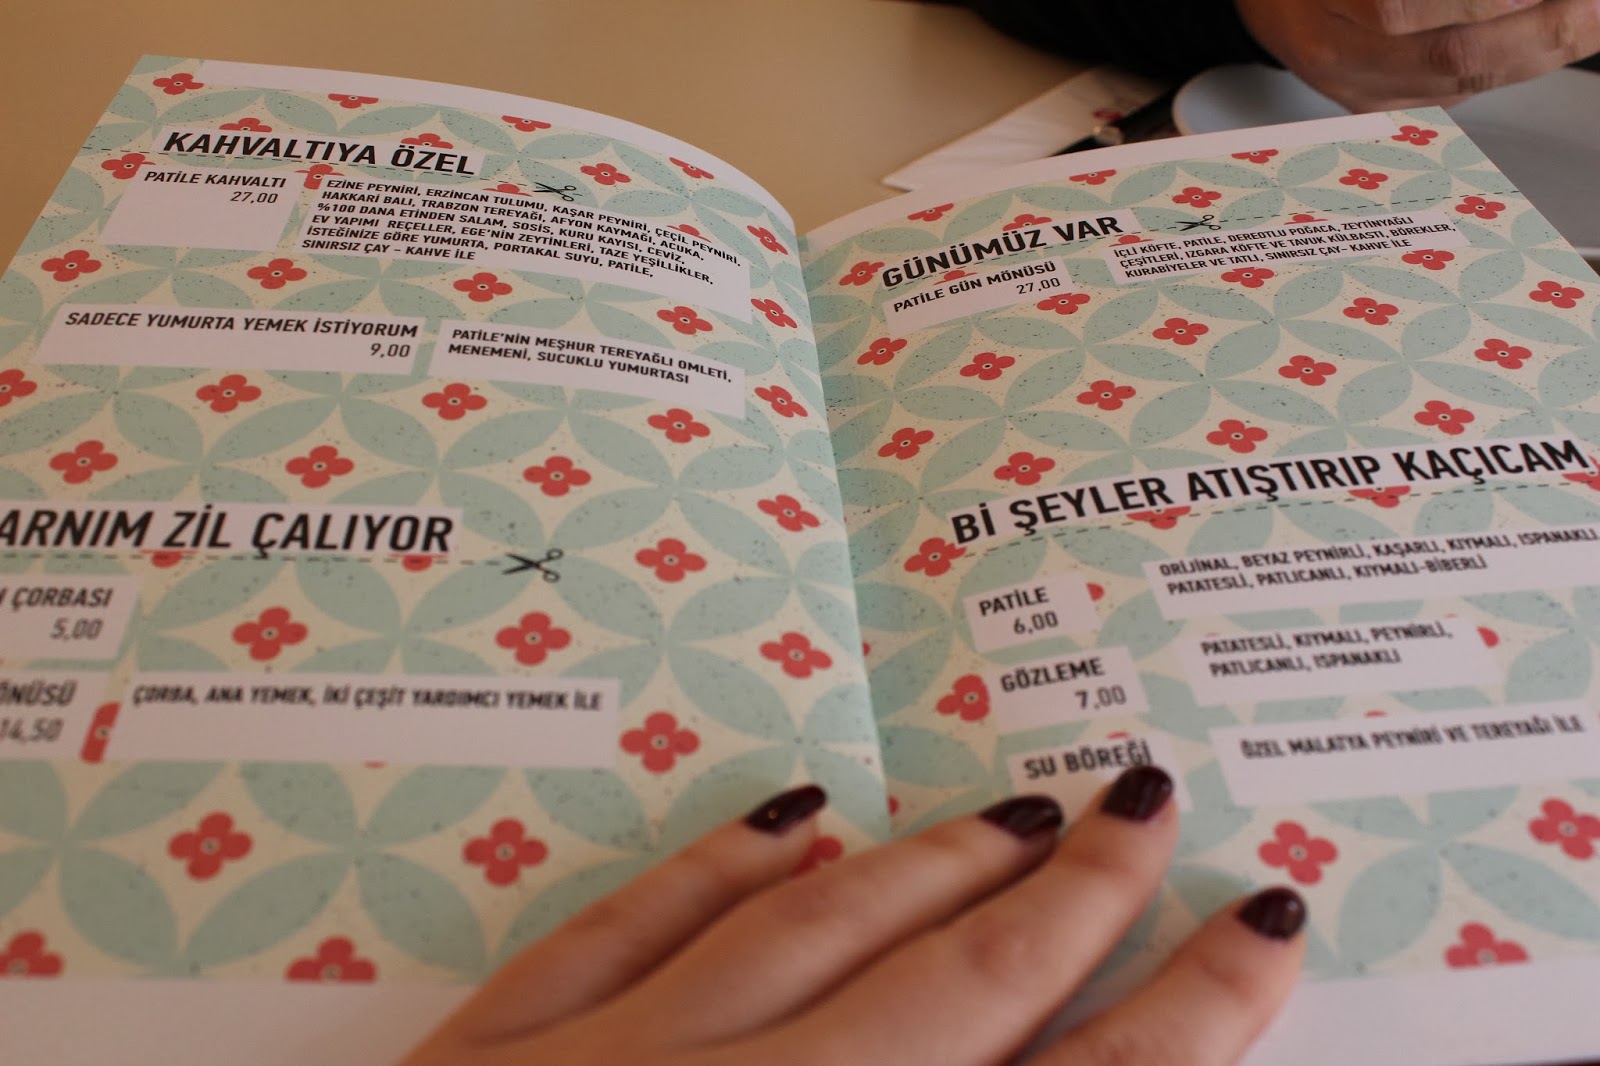 KAHVALTIYA ÖZEL
PATİLE KAHVALTI
27,00
EZİNE PEYNİRİ, ERZİNCAN TULUMU, KAŞAR PEYNİRİ, ÇEÇİL PEYNİRİ,
HAKKARİ BALI, TRABZON TEREYAĞI, AFYON KAYMAĞI, ACUKA,
%100 DANA ETİNDEN SALAM, SOSİS, KURU KAYISI, CEVİZ,
EV YAPIMI REÇELLER, EGE'NİN ZEYTİNLERİ, TAZE YEŞİLLİKLER,
İSTEĞİNİZE GÖRE YUMURTA, PORTAKAL SUYU, PATİLE,
SINIRSIZ ÇAY – KAHVE İLE
SADECE YUMURTA YEMEK İSTİYORUM
9,00
PATİLE'NİN MEŞHUR TEREYAĞLI OMLETİ,
MENEMENİ, SUCUKLU YUMURTASI
ARNIM ZİL ÇALIYOR
ÇORBASI
5,00
ÖNÜSÜ
14,50
ÇORBA, ANA YEMEK, İKİ ÇEŞİT YARDIMCI YEMEK İLE
GÜNÜMÜZ VAR
PATİLE GÜN MÖNÜSÜ
27,00
İÇLİ KÖFTE, PATİLE, DEREOTLU POĞAÇA, ZEYTİNYAĞLI
ÇEŞİTLERİ, IZGARA KÖFTE VE TAVUK KÜLBASTI, BÖREKLER,
KURABİYELER VE TATLI, SINIRSIZ ÇAY – KAHVE İLE
Bİ ŞEYLER ATIŞTIRIP KAÇICAM
PATİLE
6,00
ORİJİNAL, BEYAZ PEYNİRLİ, KAŞARLI, KIYMALI, ISPANAKLI,
PATATESLİ, PATLICANLI, KIYMALI-BİBERLİ
GÖZLEME
7,00
PATATESLİ, KIYMALI, PEYNİRLİ,
PATLICANLI, ISPANAKLI
SU BÖREĞİ
ÖZEL MALATYA PEYNİRİ VE TEREYAĞI İLE